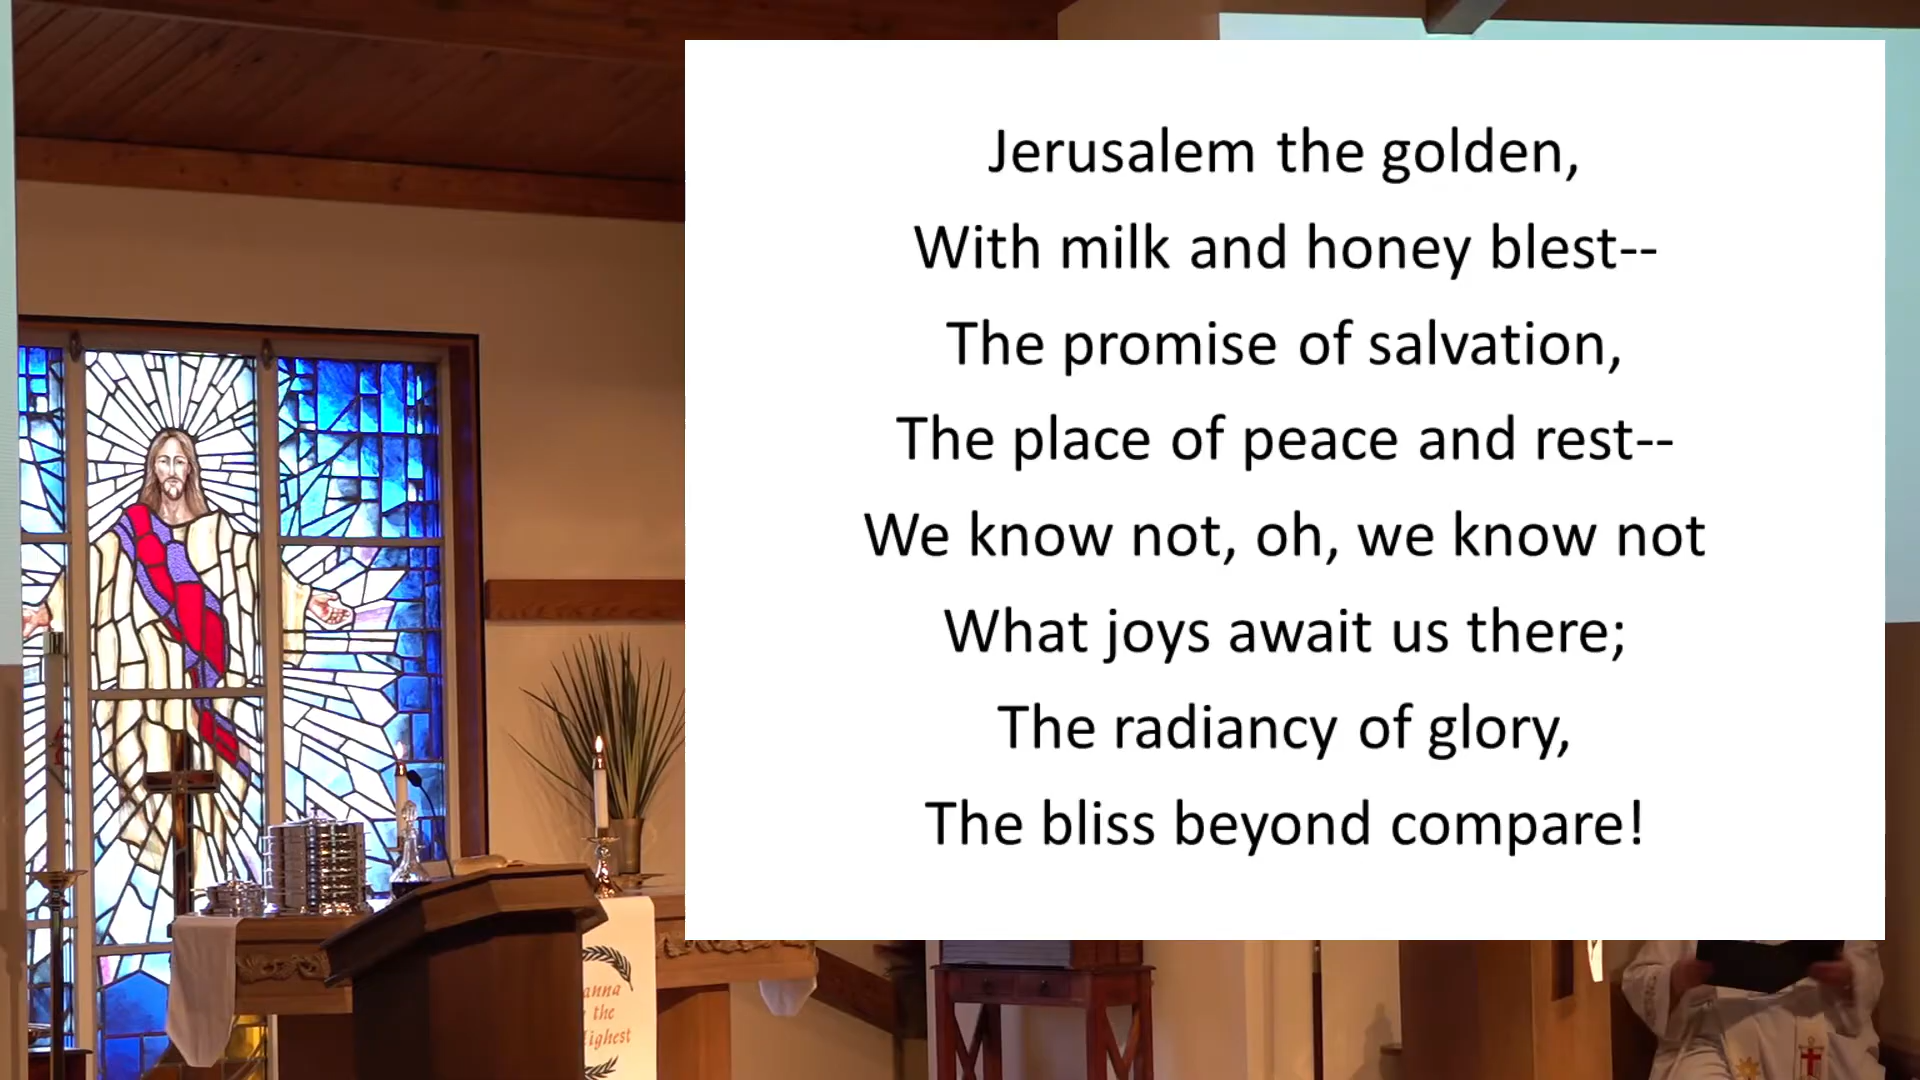 Jerusalem the golden,
With milk and honey blest--
The promise of salvation,
The place of peace and rest--
We know not, oh, we know not
What joys await us there;
The radiancy of glory,
The bliss beyond compare!
the